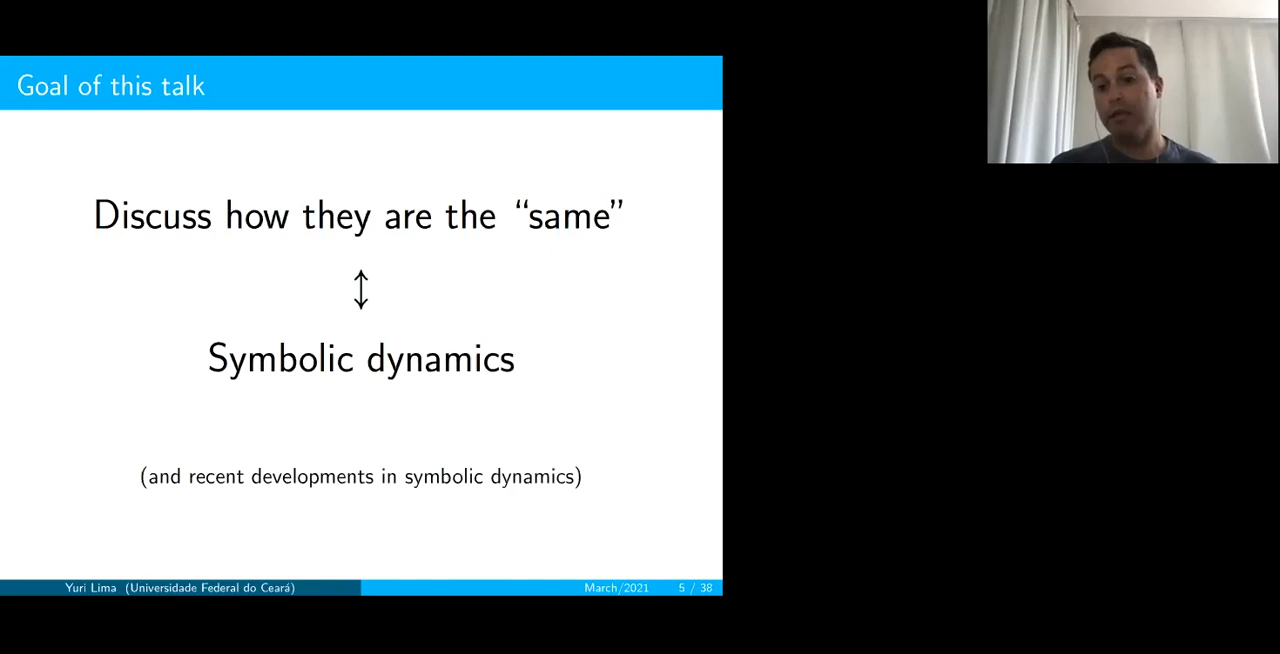 Goal of this talk
Discuss how they are the “same”
↕
Symbolic dynamics
(and recent developments in symbolic dynamics)
Yuri Lima (Universidade Federal do Ceará) March/2021 5 / 38